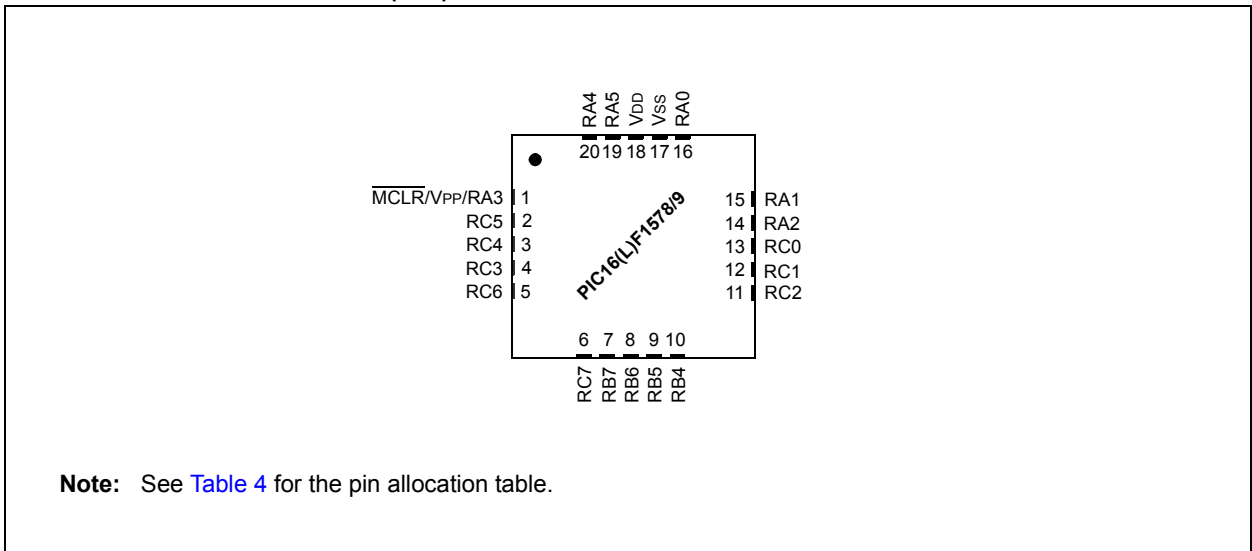 RA4
RA5
VDD
VSS
RA0
20 19 18 17 16
MCLR/VPP/RA3 1
RC5 2
RC4 3
RC3 4
RC6 5
PIC16(L)F1578/9
15 RA1
14 RA2
13 RC0
12 RC1
11 RC2
6 7 8 9 10
RC7
RB7
RB6
RB5
RB4
Note: See Table 4 for the pin allocation table.